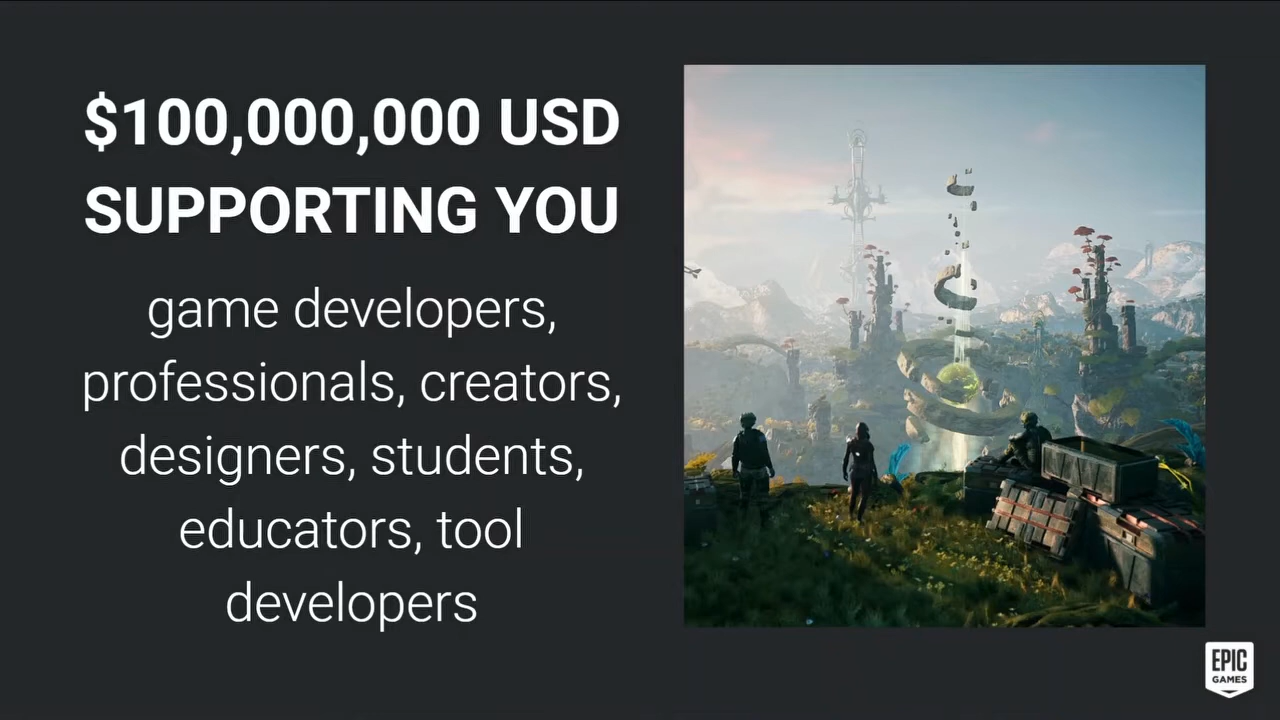 $100,000,000 USD
SUPPORTING YOU
game developers,
professionals, creators,
designers, students,
educators, tool
developers
EPIC
GAMES